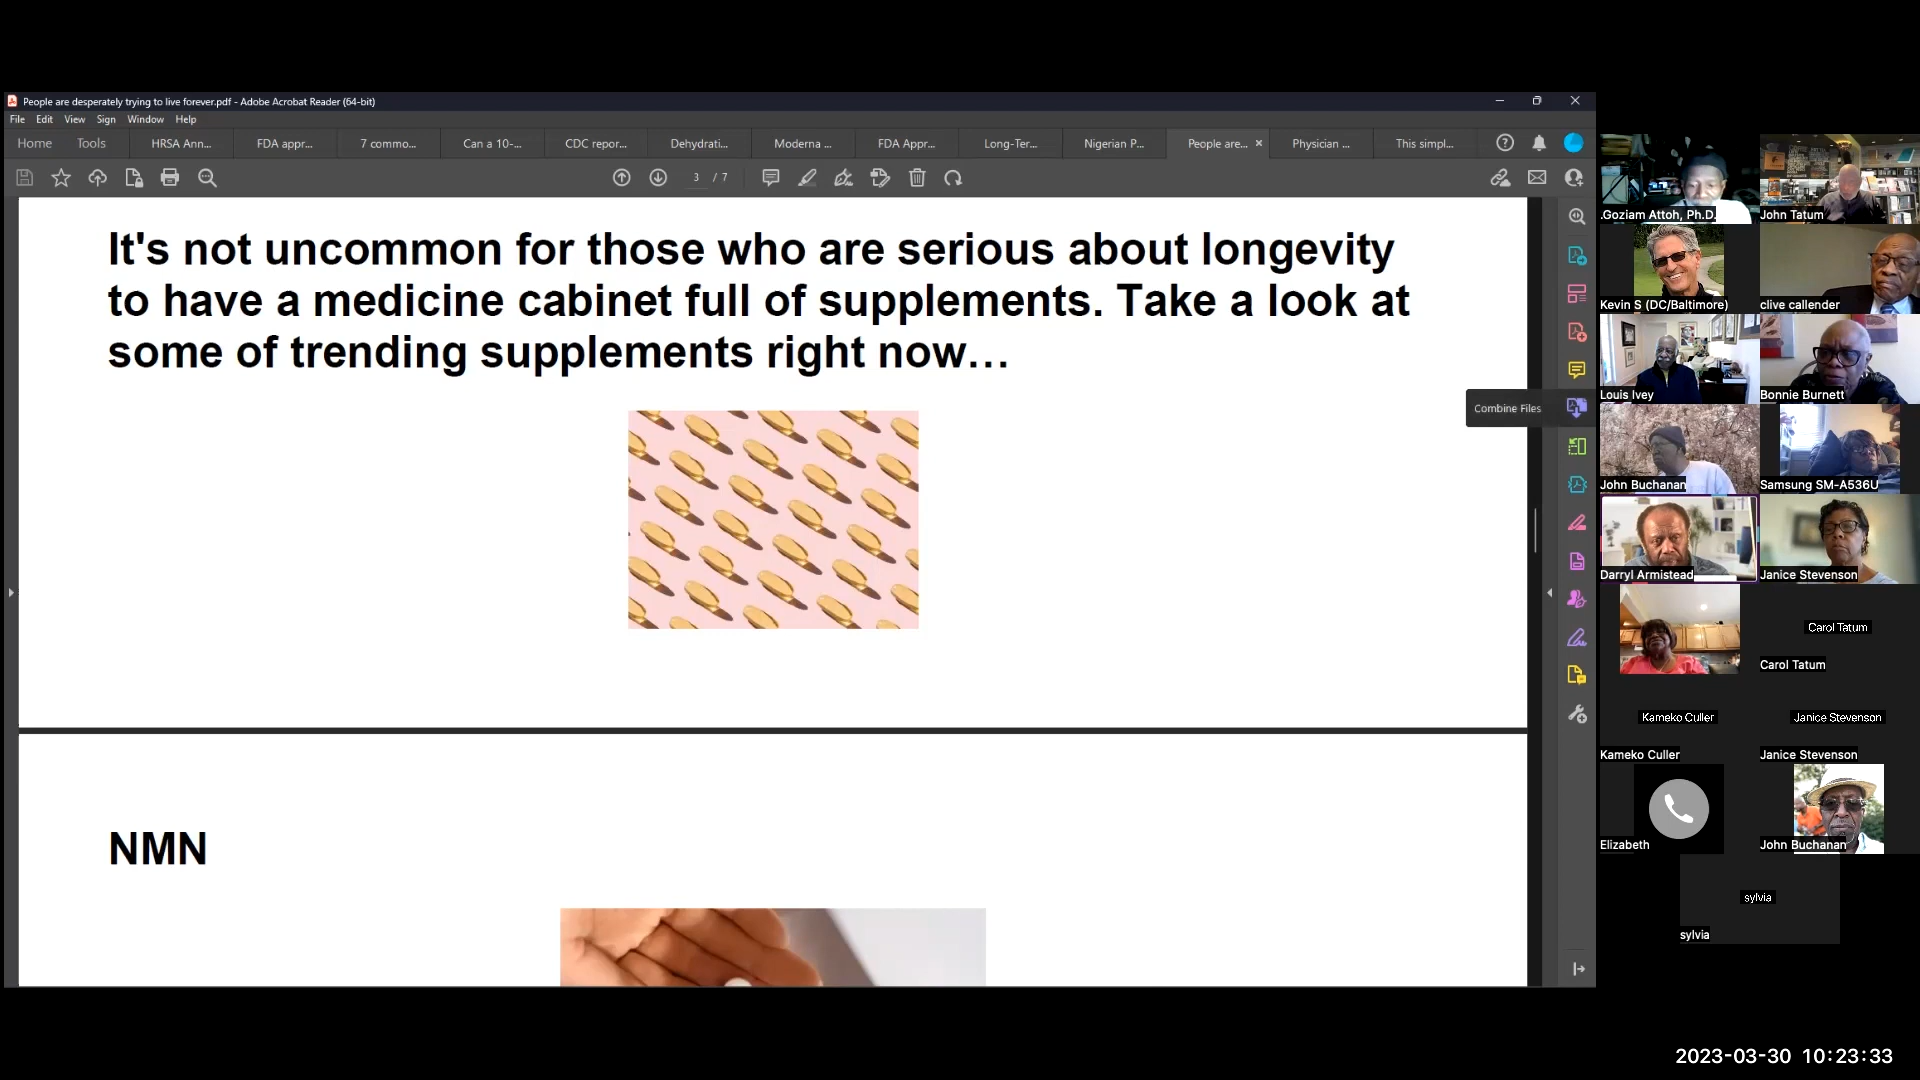 People are desperately trying to live forever.pdf - Adobe Acrobat Reader (64-bit)
File Edit View Sign Window Help
Home Tools HRSA Ann... FDA appr... 7 commo... Can a 10-... CDC repor... Dehydrati... Moderna ... FDA Appr... Long-Ter... Nigerian P... People are... × Physician ... This simpl...
3 / 7
It's not uncommon for those who are serious about longevity
to have a medicine cabinet full of supplements. Take a look at
some of trending supplements right now…
Combine Files
NMN
.Goziam Attoh, Ph.D.
John Tatum
Kevin S (DC/Baltimore)
clive callender
Louis Ivey
Bonnie Burnett
John Buchanan
Samsung SM-A536U
Darryl Armistead
Janice Stevenson
Carol Tatum
Carol Tatum
Kameko Culler
Janice Stevenson
Kameko Culler
Janice Stevenson
Elizabeth
John Buchanan
sylvia
sylvia
2023-03-30 10:23:33